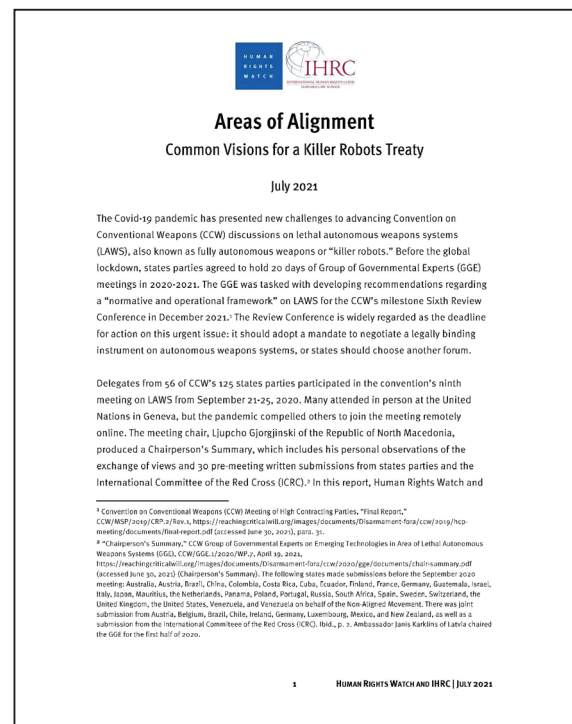 HUMAN
RIGHTS
WATCH
IHRC
INTERNATIONAL HUMAN RIGHTS CLINIC
HARVARD LAW SCHOOL
Areas of Alignment
Common Visions for a Killer Robots Treaty
July 2021
The Covid-19 pandemic has presented new challenges to advancing Convention on
Conventional Weapons (CCW) discussions on lethal autonomous weapons systems
(LAWS), also known as fully autonomous weapons or “killer robots.” Before the global
lockdown, states parties agreed to hold 20 days of Group of Governmental Experts (GGE)
meetings in 2020-2021. The GGE was tasked with developing recommendations regarding
a “normative and operational framework” on LAWS for the CCW’s milestone Sixth Review
Conference in December 2021.¹ The Review Conference is widely regarded as the deadline
for action on this urgent issue: it should adopt a mandate to negotiate a legally binding
instrument on autonomous weapons systems, or states should choose another forum.
Delegates from 56 of CCW’s 125 states parties participated in the convention’s ninth
meeting on LAWS from September 21-25, 2020. Many attended in person at the United
Nations in Geneva, but the pandemic compelled others to join the meeting remotely
online. The meeting chair, Ljupcho Gjorgjinski of the Republic of North Macedonia,
produced a Chairperson’s Summary, which includes his personal observations of the
exchange of views and 30 pre-meeting written submissions from states parties and the
International Committee of the Red Cross (ICRC).² In this report, Human Rights Watch and
¹ Convention on Conventional Weapons (CCW) Meeting of High Contracting Parties, “Final Report,”
CCW/MSP/2019/CRP.2/Rev.1, https://reachingcriticalwill.org/images/documents/Disarmament-fora/ccw/2019/hcp-
meeting/documents/final-report.pdf (accessed June 30, 2021), para. 31.
² “Chairperson’s Summary,” CCW Group of Governmental Experts on Emerging Technologies in Area of Lethal Autonomous
Weapons Systems (GGE), CCW/GGE.1/2020/WP.7, April 19, 2021,
https://reachingcriticalwill.org/images/documents/Disarmament-fora/ccw/2020/gge/documents/chair-summary.pdf
(accessed June 30, 2021) (Chairperson’s Summary). The following states made submissions before the September 2020
meeting: Australia, Austria, Brazil, China, Colombia, Costa Rica, Cuba, Ecuador, Finland, France, Germany, Guatemala, Israel,
Italy, Japan, Mauritius, the Netherlands, Panama, Poland, Portugal, Russia, South Africa, Spain, Sweden, Switzerland, the
United Kingdom, the United States, Venezuela, and Venezuela on behalf of the Non-Aligned Movement. There was joint
submission from Austria, Belgium, Brazil, Chile, Ireland, Germany, Luxembourg, Mexico, and New Zealand, as well as a
submission from the International Commiteee of the Red Cross (ICRC). Ibid., p. 2. Ambassador Janis Karklins of Latvia chaired
the GGE for the first half of 2020.
1 HUMAN RIGHTS WATCH AND IHRC | JULY 2021